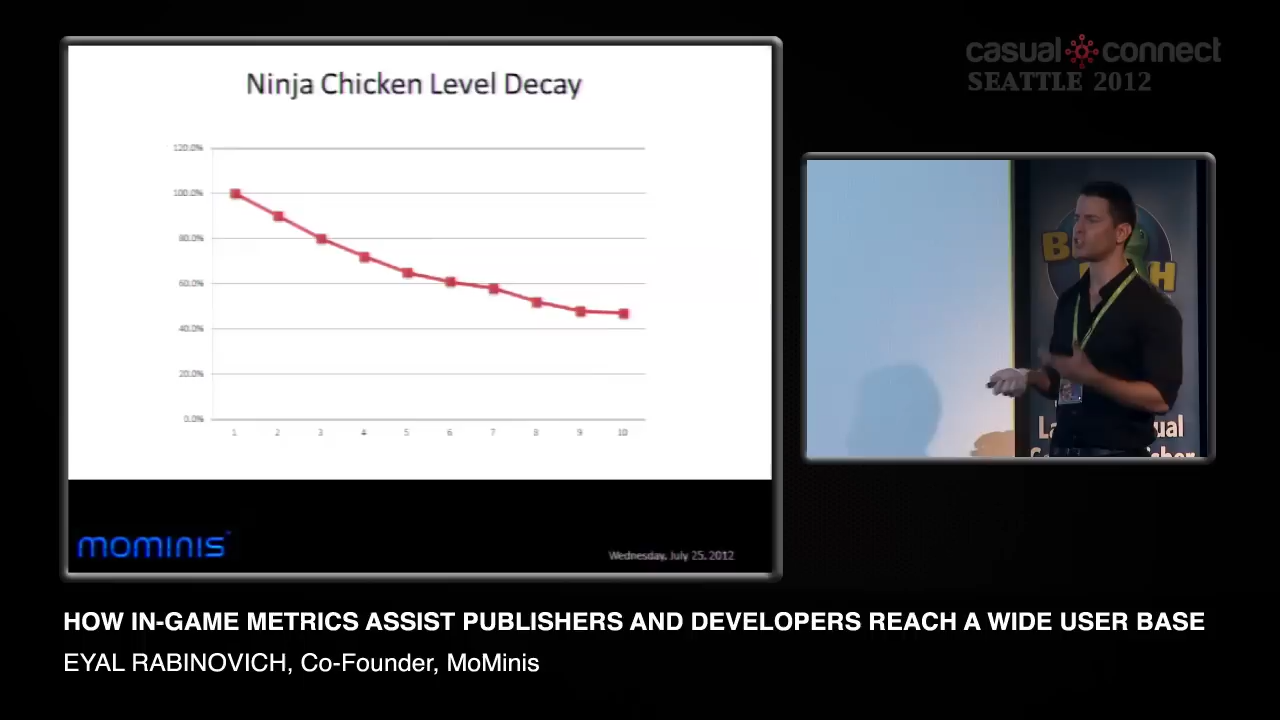 casual connect
SEATTLE 2012
Ninja Chicken Level Decay
120.0%
100.0%
80.0%
60.0%
40.0%
20.0%
0.0%
1 2 3 4 5 6 7 8 9 10
mominis
Wednesday, July 25, 2012
HOW IN-GAME METRICS ASSIST PUBLISHERS AND DEVELOPERS REACH A WIDE USER BASE
EYAL RABINOVICH, Co-Founder, MoMinis